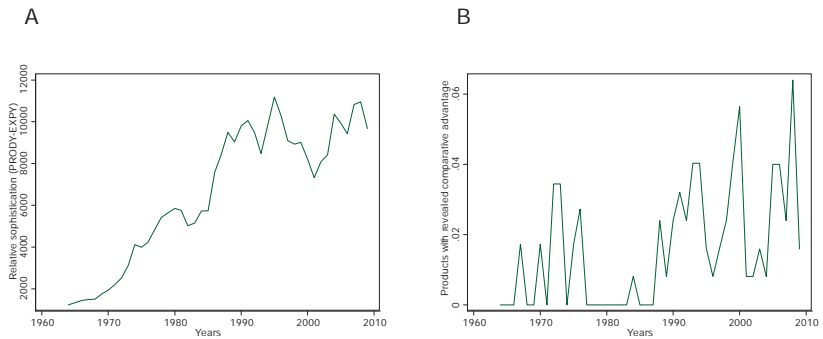 A
B
Relative sophistication (PRODY-EXPY)
2000 4000 6000 8000 10000 12000
1960 1970 1980 1990 2000 2010
Years
Products with revealed comparative advantage
0 .02 .04 .06
1960 1970 1980 1990 2000 2010
Years